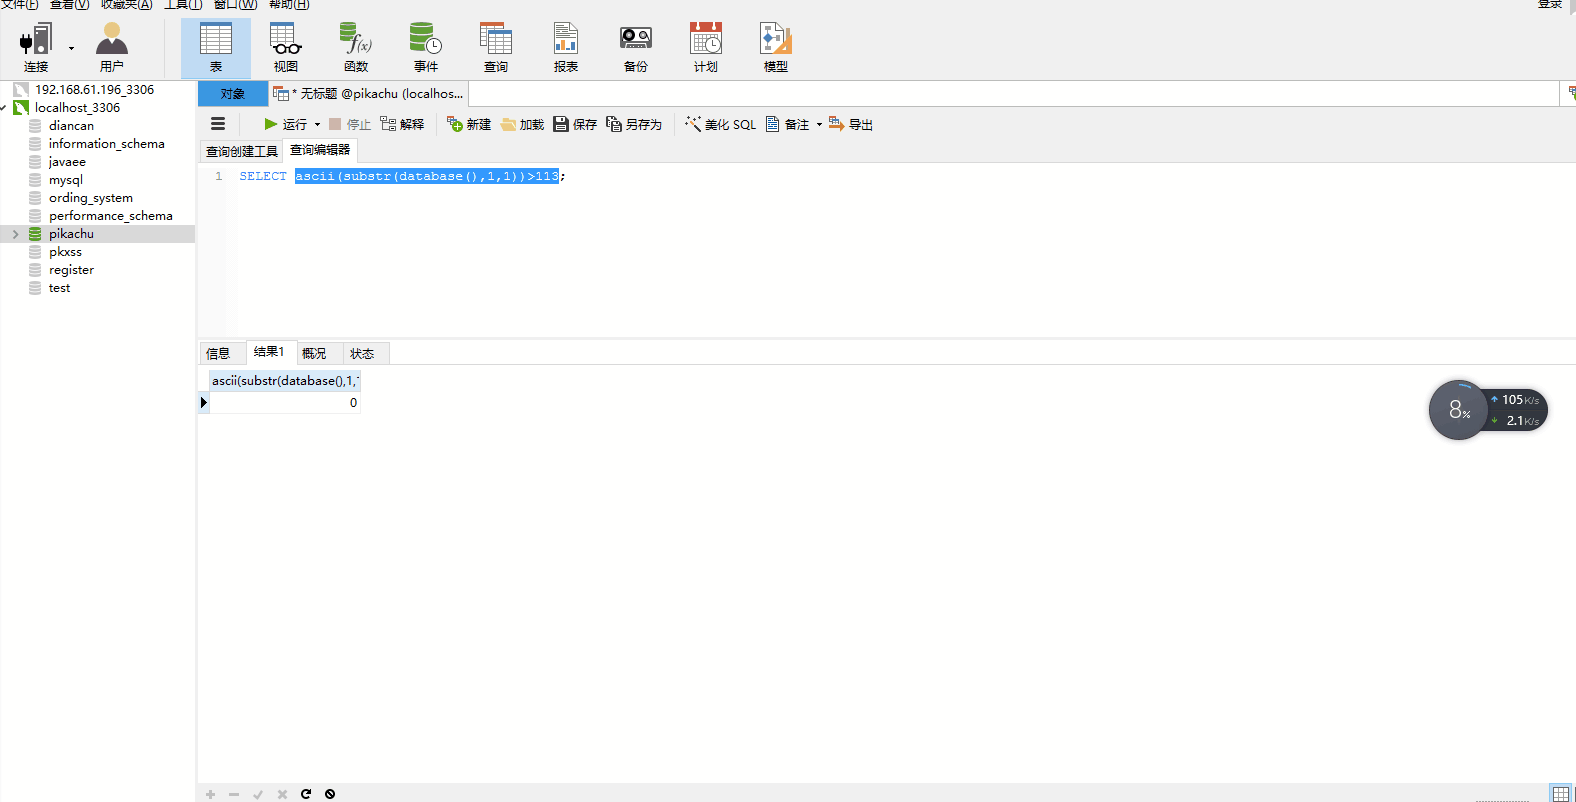 文件(F) 查看(V) 收藏夹(A) 工具(T) 窗口(W) 帮助(H) 登录
连接 用户 表 视图 函数 事件 查询 报表 备份 计划 模型
192.168.61.196_3306
localhost_3306
diancan
information_schema
javaee
mysql
ording_system
performance_schema
pikachu
pkxss
register
test
对象 * 无标题 @pikachu (localhos...
运行 停止 解释 新建 加载 保存 另存为 美化 SQL 备注 导出
查询创建工具 查询编辑器
1 SELECT ascii(substr(database(),1,1))>113;
信息 结果1 概况 状态
ascii(substr(database(),1,
0
8%
105K/s
2.1K/s